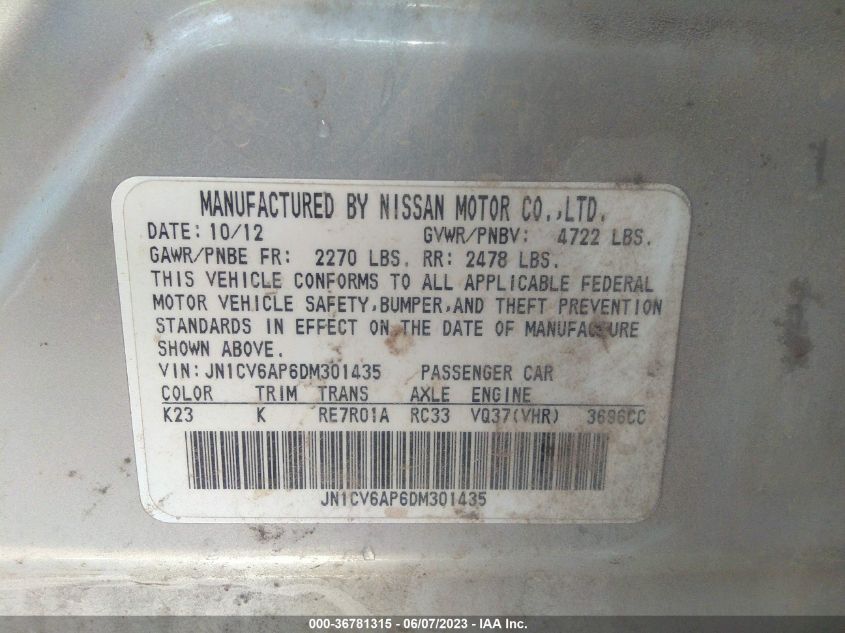 MANUFACTURED BY NISSAN MOTOR CO.,LTD.
DATE: 10/12 GVWR/PNBV: 4722 LBS.
GAWR/PNBE FR: 2270 LBS. RR: 2478 LBS.
THIS VEHICLE CONFORMS TO ALL APPLICABLE FEDERAL
MOTOR VEHICLE SAFETY,BUMPER,AND THEFT PREVENTION
STANDARDS IN EFFECT ON THE DATE OF MANUFACTURE
SHOWN ABOVE.
VIN:JN1CV6AP6DM301435 PASSENGER CAR
COLOR TRIM TRANS AXLE ENGINE
K23 K RE7R01A RC33 VQ37(VHR) 3696CC
JN1CV6AP6DM301435
000-36781315 - 06/07/2023 - IAA Inc.